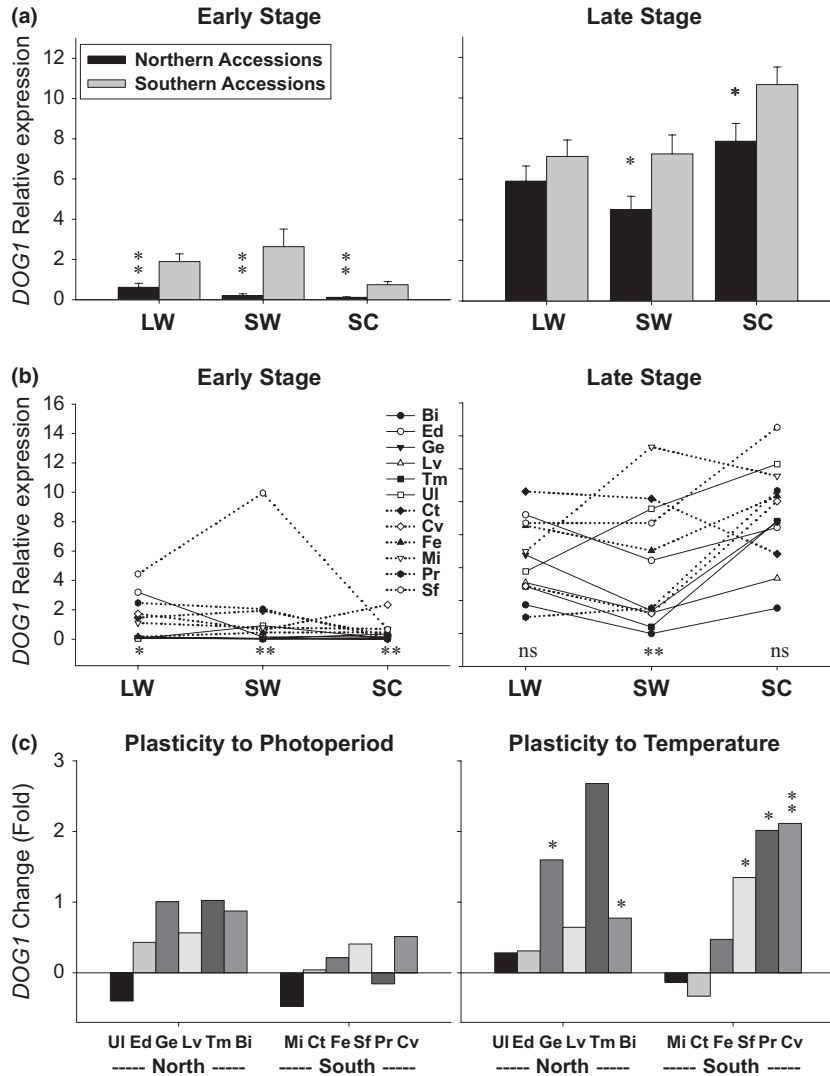 (a) Early Stage Late Stage
DOG1 Relative expression
12
10
8
6
4
2
0
Northern Accessions
Southern Accessions
* * * * * *
* *
LW SW SC LW SW SC
(b) Early Stage Late Stage
DOG1 Relative expression
16
14
12
10
8
6
4
2
0
Bi
Ed
Ge
Lv
Tm
Ul
Ct
Cv
Fe
Mi
Pr
Sf
* ** ** ns ** ns
LW SW SC LW SW SC
(c) Plasticity to Photoperiod Plasticity to Temperature
DOG1 Change (Fold)
3
2
1
0
* * * * * *
Ul Ed Ge Lv Tm Bi Mi Ct Fe Sf Pr Cv Ul Ed Ge Lv Tm Bi Mi Ct Fe Sf Pr Cv
----- North ----- ----- South ----- ----- North ----- ----- South -----